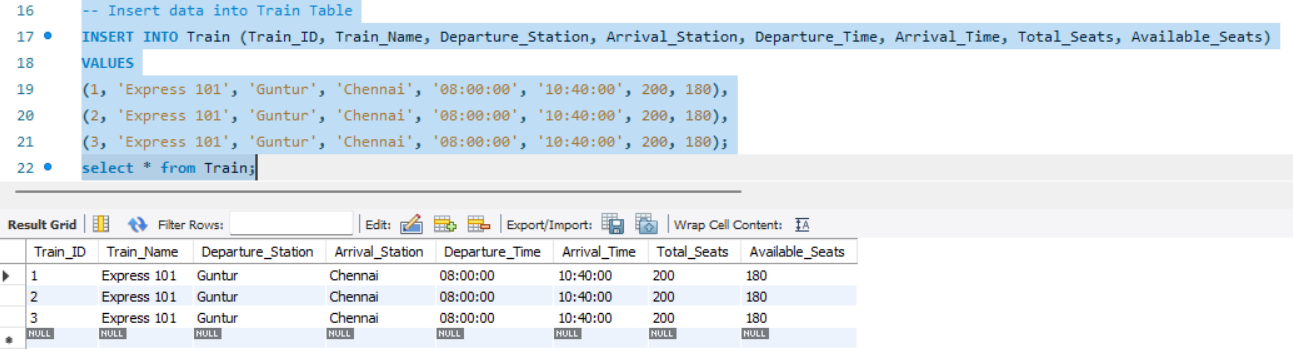 16 -- Insert data into Train Table
17 INSERT INTO Train (Train_ID, Train_Name, Departure_Station, Arrival_Station, Departure_Time, Arrival_Time, Total_Seats, Available_Seats)
18 VALUES
19 (1, 'Express 101', 'Guntur', 'Chennai', '08:00:00', '10:40:00', 200, 180),
20 (2, 'Express 101', 'Guntur', 'Chennai', '08:00:00', '10:40:00', 200, 180),
21 (3, 'Express 101', 'Guntur', 'Chennai', '08:00:00', '10:40:00', 200, 180);
22 select * from Train;
Result Grid Filter Rows: Edit: Export/Import: Wrap Cell Content: IA
Train_ID Train_Name Departure_Station Arrival_Station Departure_Time Arrival_Time Total_Seats Available_Seats
1 Express 101 Guntur Chennai 08:00:00 10:40:00 200 180
2 Express 101 Guntur Chennai 08:00:00 10:40:00 200 180
3 Express 101 Guntur Chennai 08:00:00 10:40:00 200 180
NULL NULL NULL NULL NULL NULL NULL NULL